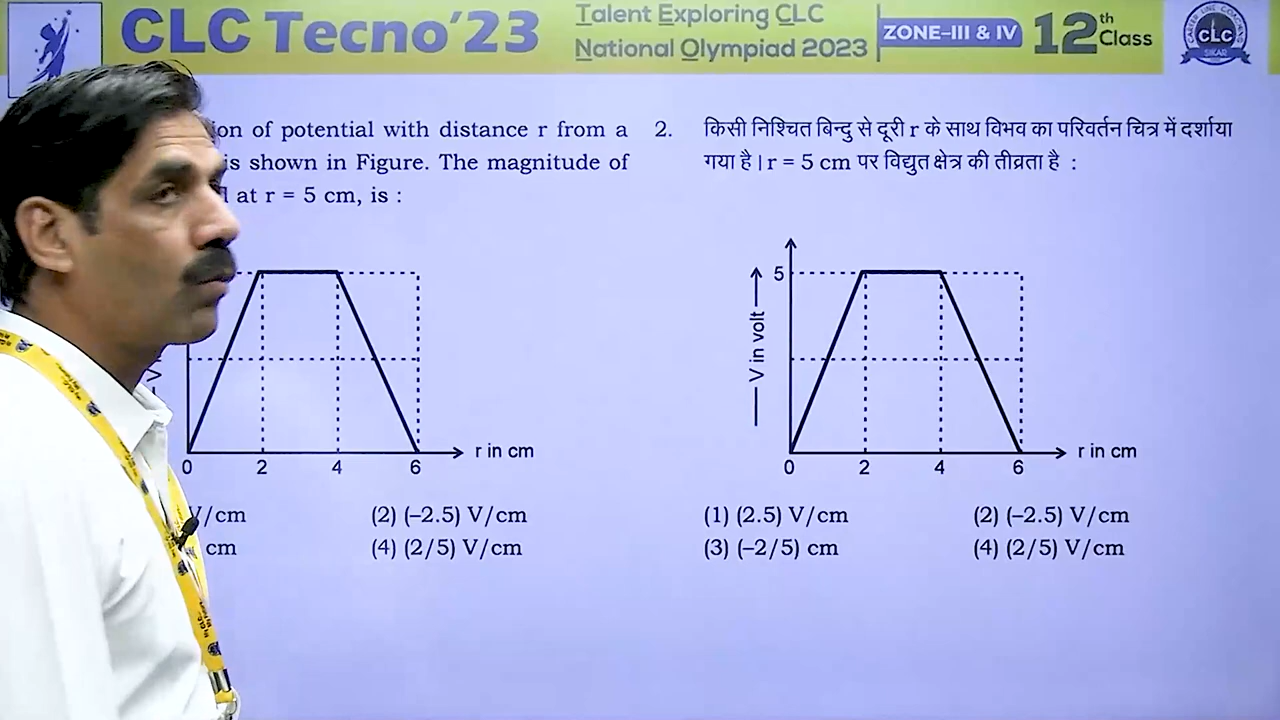 CLC Tecno'23
Talent Exploring CLC
National Olympiad 2023
ZONE–III & IV
12th Class
CLC
SIKAR
of potential with distance r from a
is shown in Figure. The magnitude of
at r = 5 cm, is :
0 2 4 6 r in cm
V/cm (2) (–2.5) V/cm
cm (4) (2/5) V/cm
2. किसी निश्चित बिन्दु से दूरी r के साथ विभव का परिवर्तन चित्र में दर्शाया
गया है। r = 5 cm पर विद्युत क्षेत्र की तीव्रता है :
5
V in volt
0 2 4 6 r in cm
(1) (2.5) V/cm (2) (–2.5) V/cm
(3) (–2/5) cm (4) (2/5) V/cm